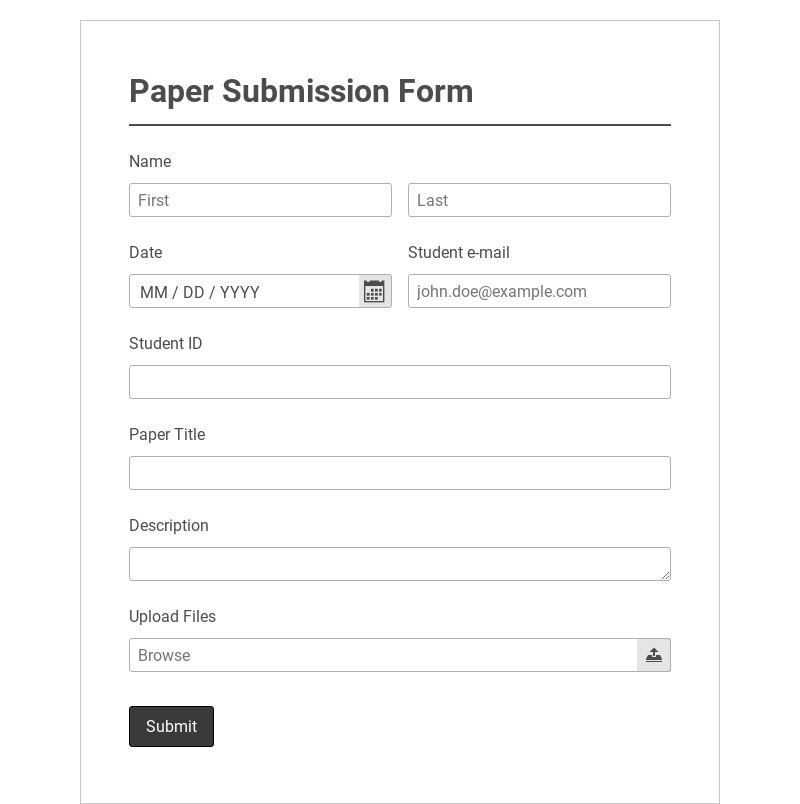 Paper Submission Form
Name
First
Last
Date
Student e-mail
MM / DD / YYYY
john.doe@example.com
Student ID
Paper Title
Description
Upload Files
Browse
Submit